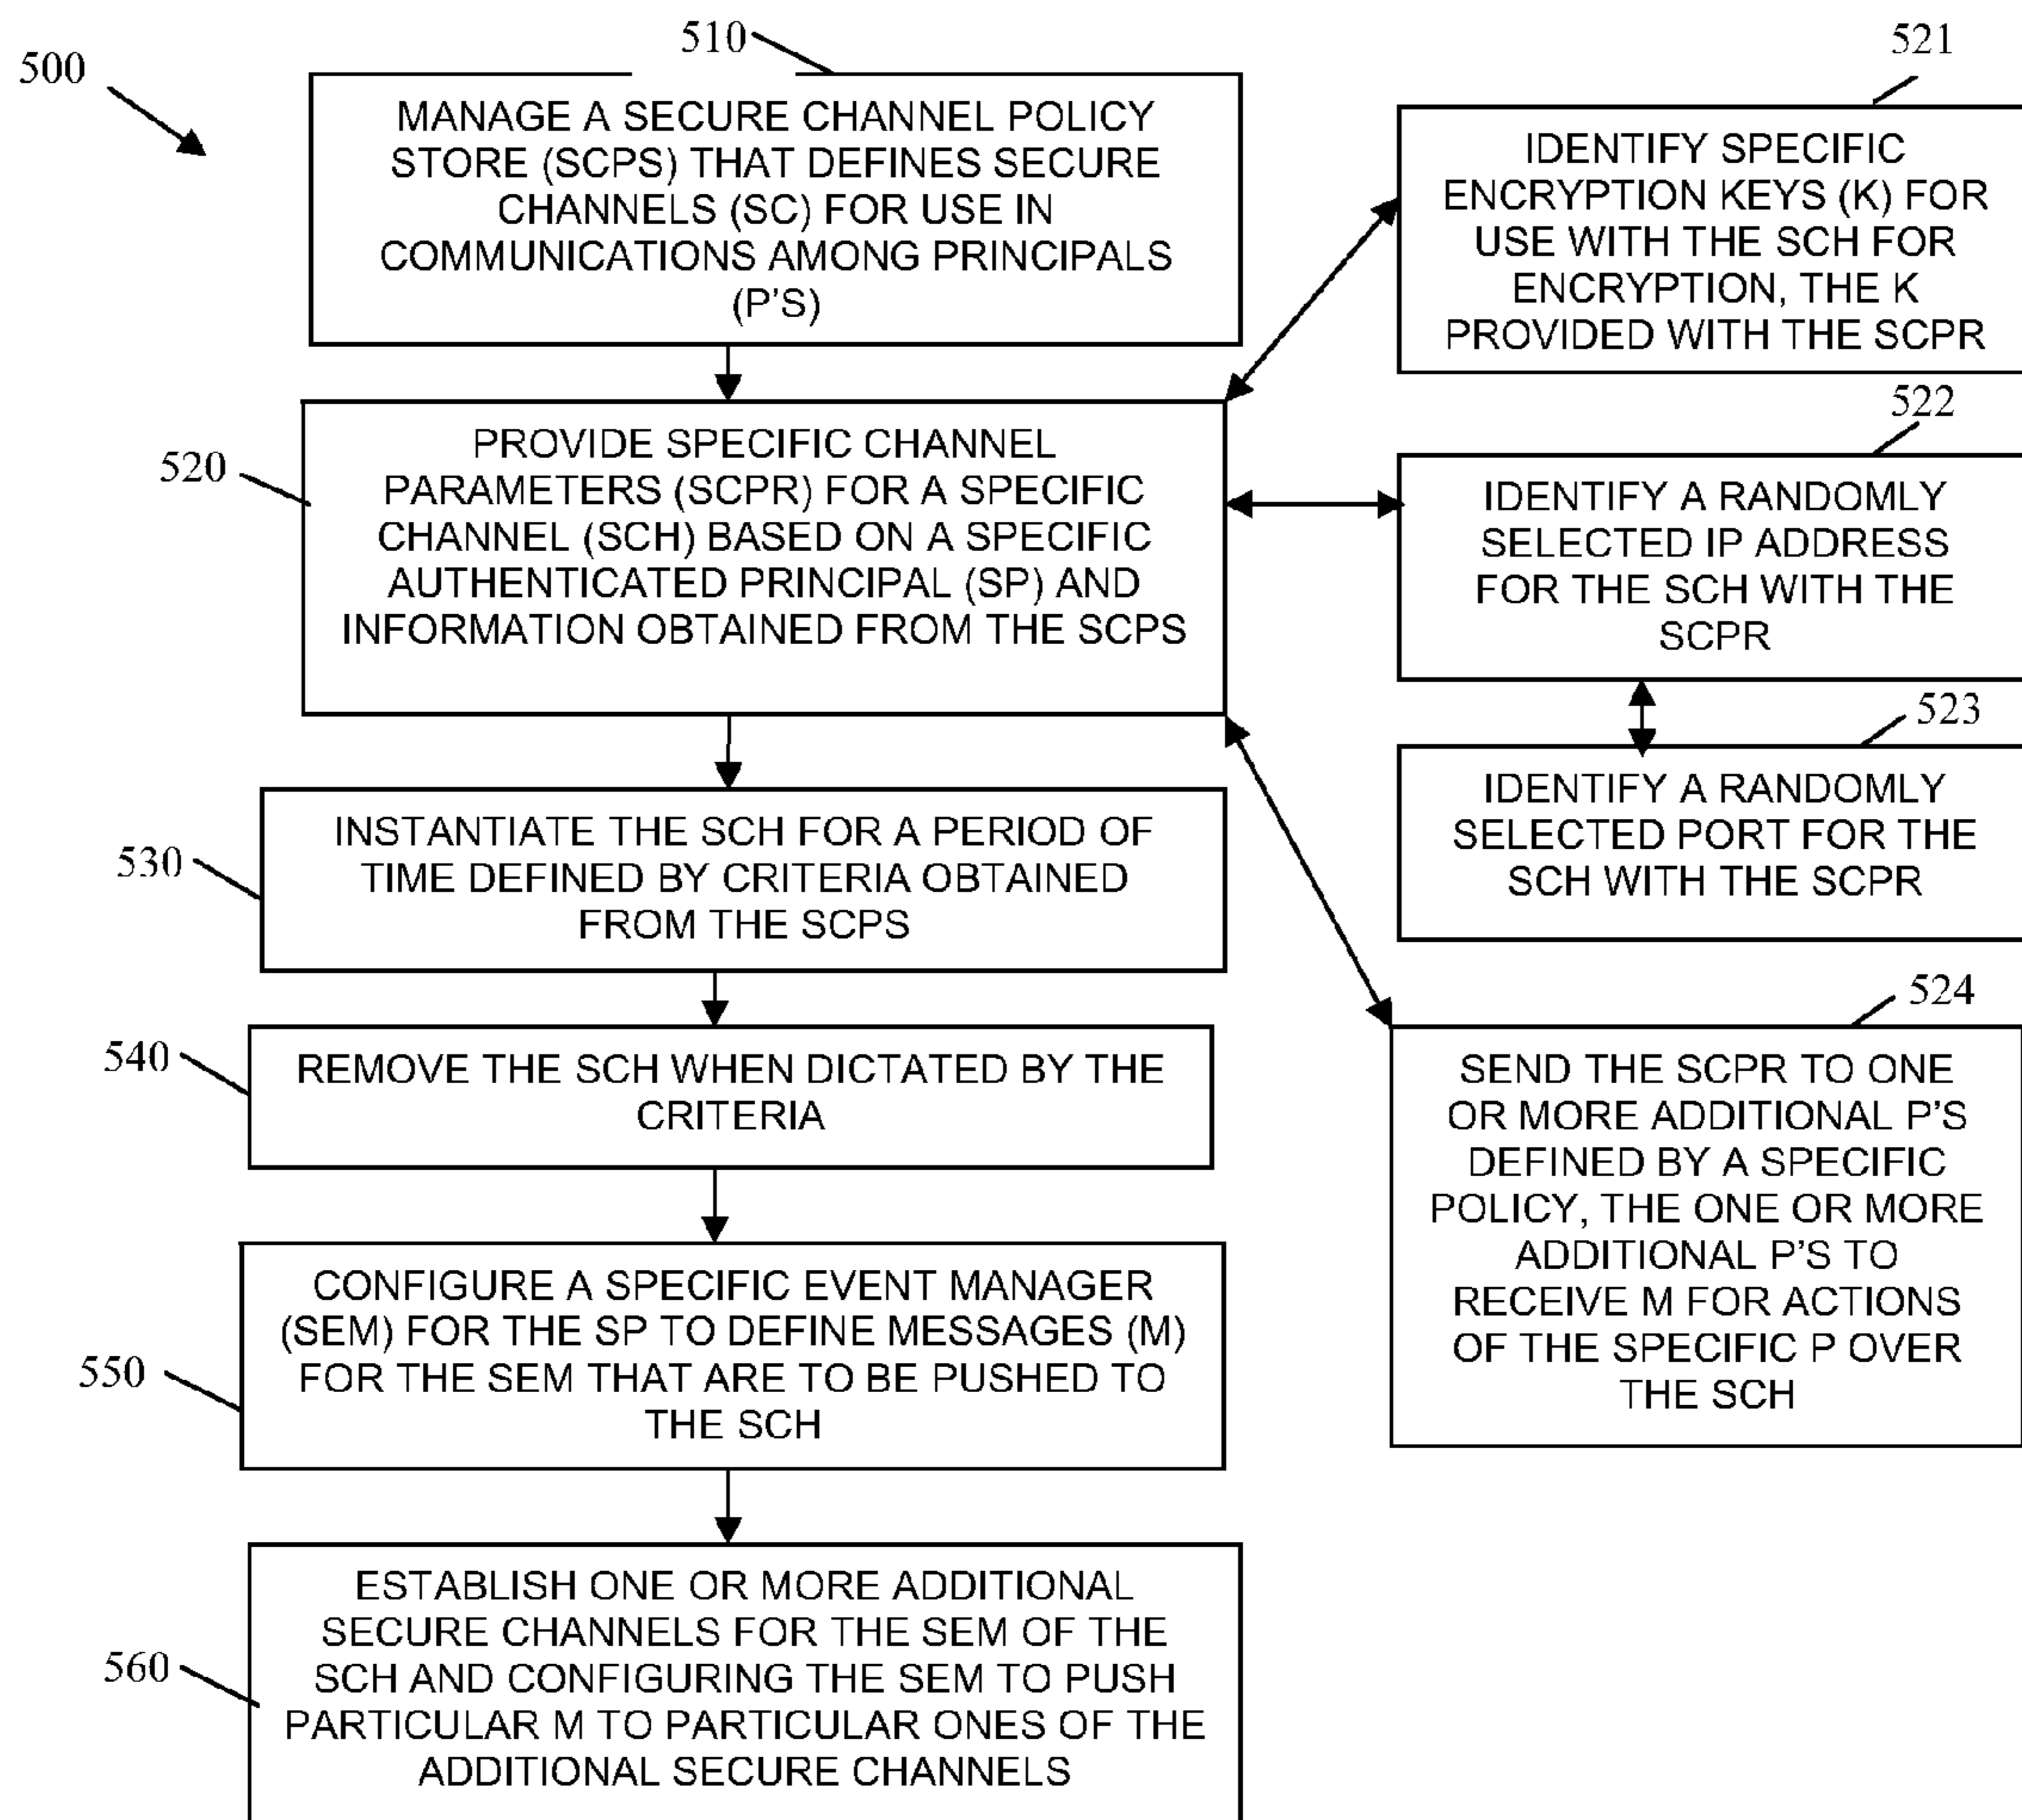 500
510
MANAGE A SECURE CHANNEL POLICY
STORE (SCPS) THAT DEFINES SECURE
CHANNELS (SC) FOR USE IN
COMMUNICATIONS AMONG PRINCIPALS
(P'S)
520
PROVIDE SPECIFIC CHANNEL
PARAMETERS (SCPR) FOR A SPECIFIC
CHANNEL (SCH) BASED ON A SPECIFIC
AUTHENTICATED PRINCIPAL (SP) AND
INFORMATION OBTAINED FROM THE SCPS
521
IDENTIFY SPECIFIC
ENCRYPTION KEYS (K) FOR
USE WITH THE SCH FOR
ENCRYPTION, THE K
PROVIDED WITH THE SCPR
522
IDENTIFY A RANDOMLY
SELECTED IP ADDRESS
FOR THE SCH WITH THE
SCPR
523
IDENTIFY A RANDOMLY
SELECTED PORT FOR THE
SCH WITH THE SCPR
524
SEND THE SCPR TO ONE
OR MORE ADDITIONAL P'S
DEFINED BY A SPECIFIC
POLICY, THE ONE OR MORE
ADDITIONAL P'S TO
RECEIVE M FOR ACTIONS
OF THE SPECIFIC P OVER
THE SCH
530
INSTANTIATE THE SCH FOR A PERIOD OF
TIME DEFINED BY CRITERIA OBTAINED
FROM THE SCPS
540
REMOVE THE SCH WHEN DICTATED BY THE
CRITERIA
550
CONFIGURE A SPECIFIC EVENT MANAGER
(SEM) FOR THE SP TO DEFINE MESSAGES (M)
FOR THE SEM THAT ARE TO BE PUSHED TO
THE SCH
560
ESTABLISH ONE OR MORE ADDITIONAL
SECURE CHANNELS FOR THE SEM OF THE
SCH AND CONFIGURING THE SEM TO PUSH
PARTICULAR M TO PARTICULAR ONES OF THE
ADDITIONAL SECURE CHANNELS